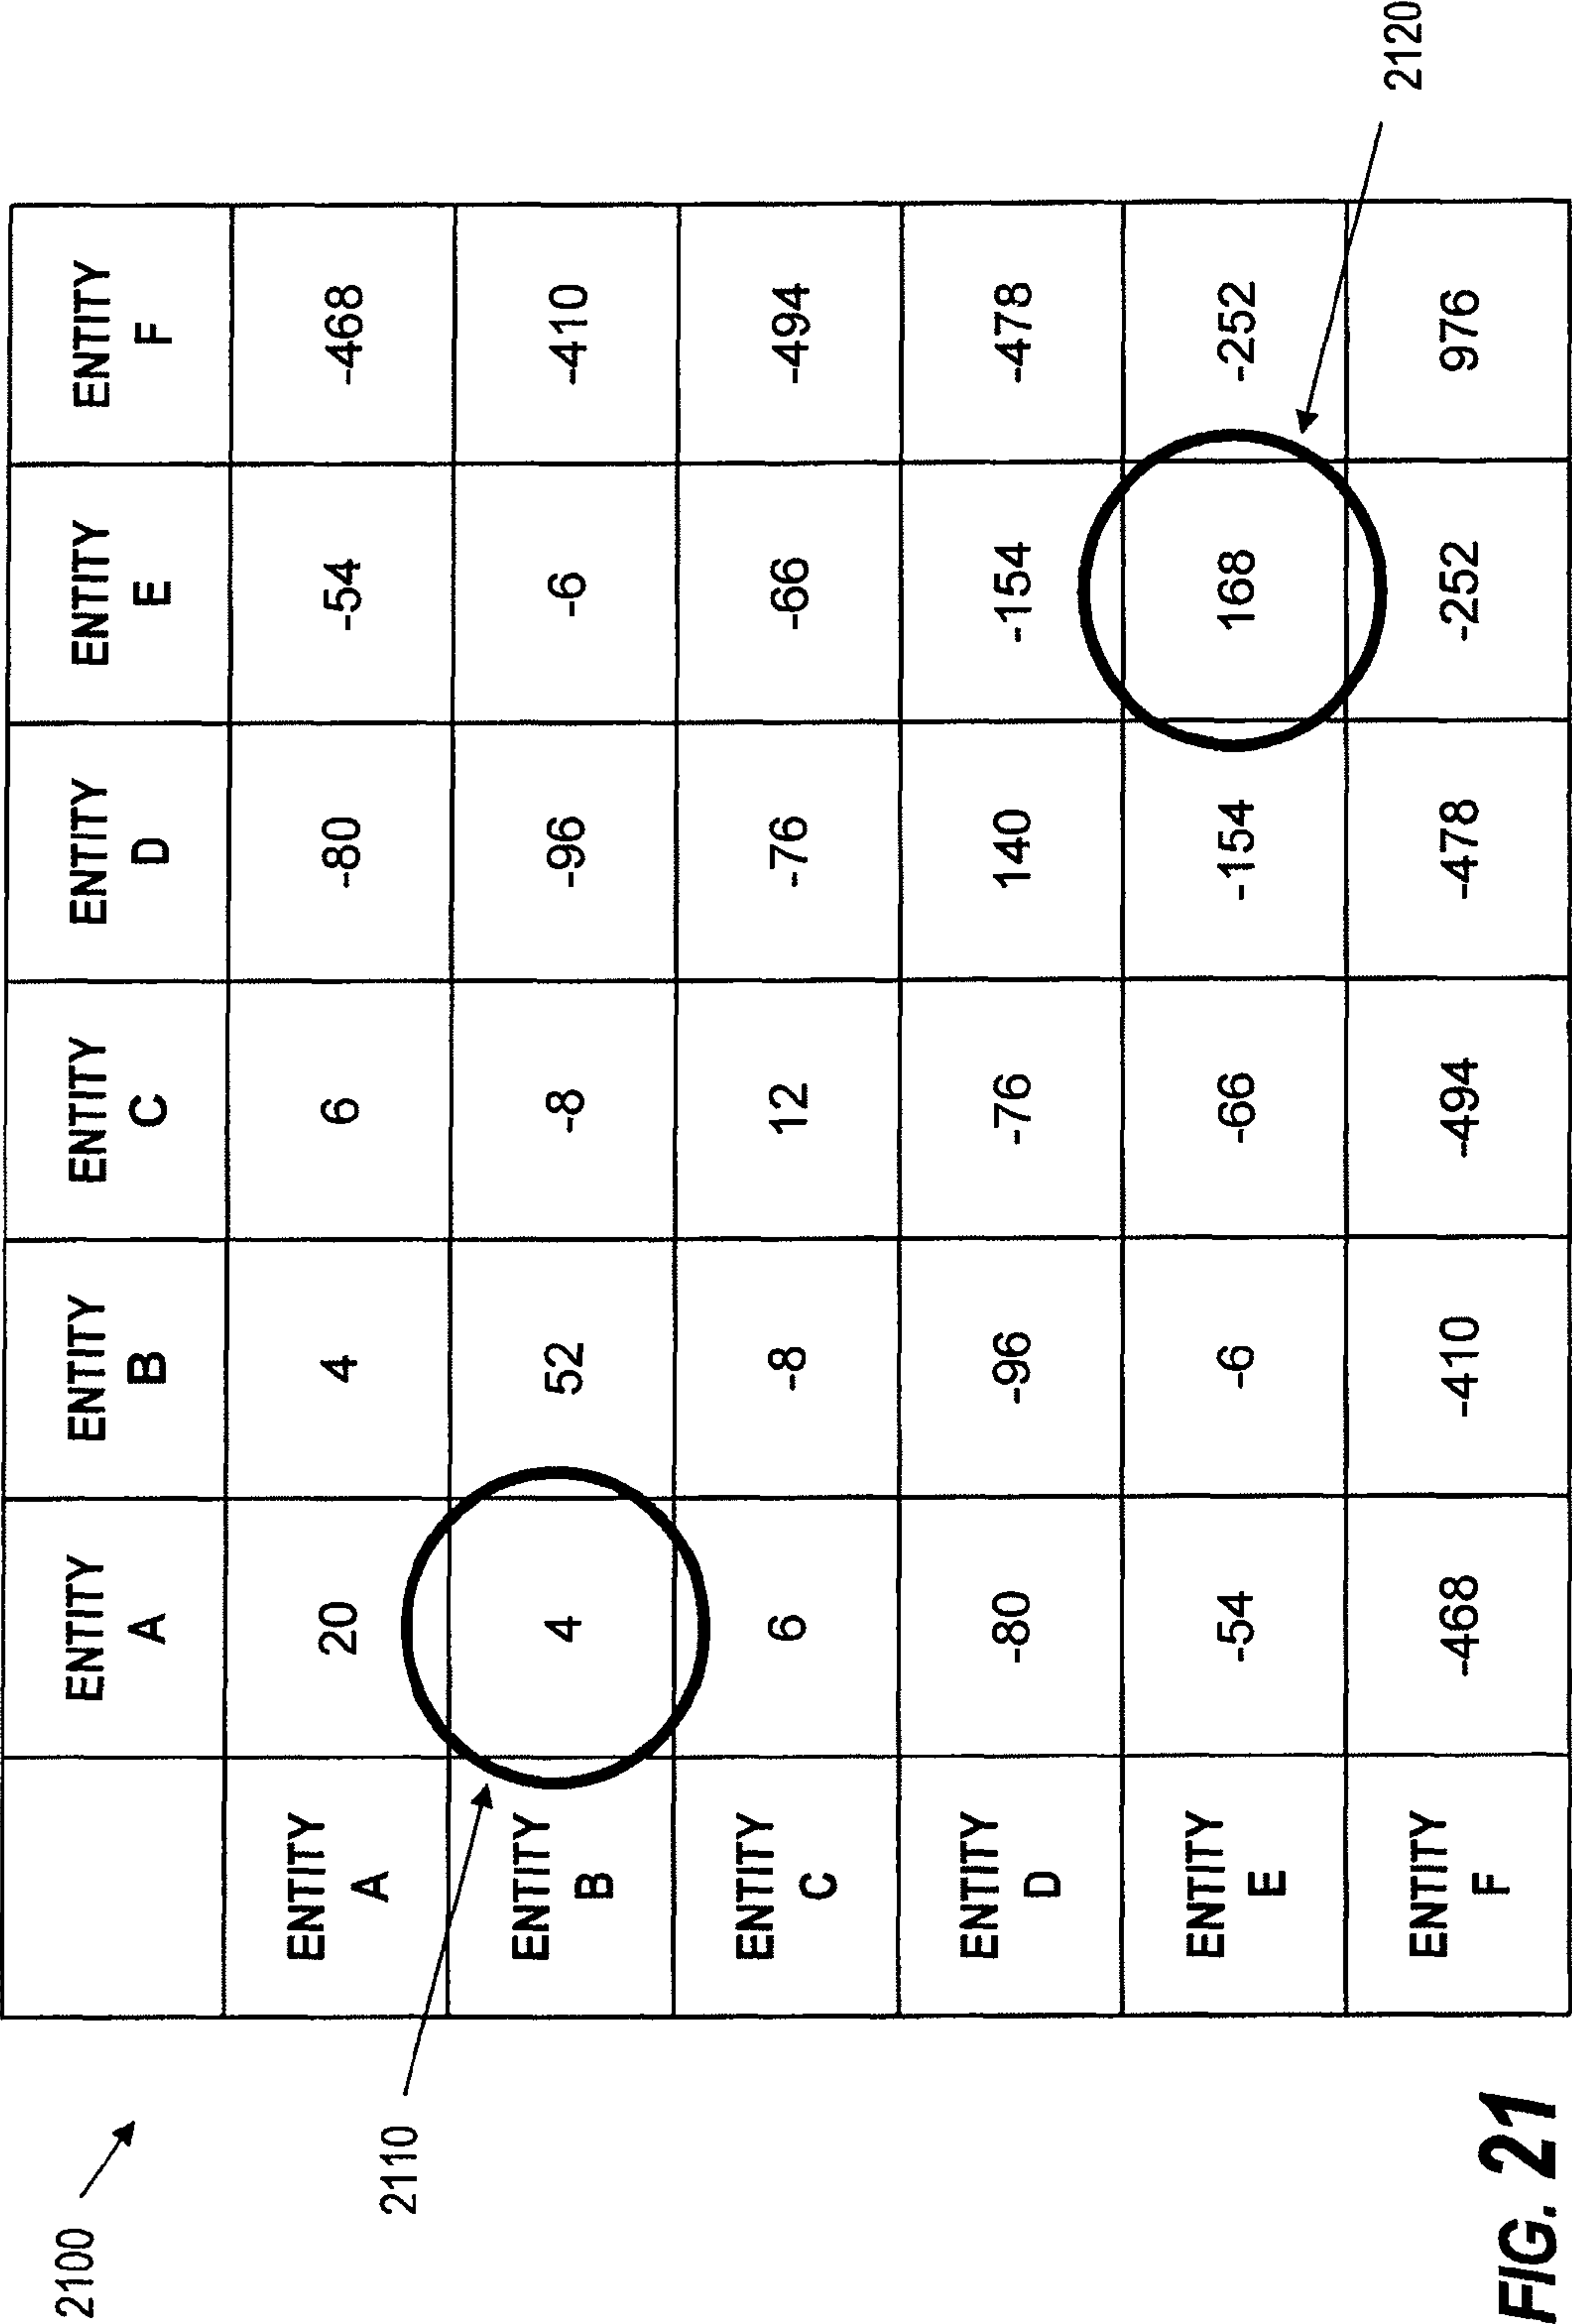 2100
2110
ENTITY A ENTITY B ENTITY C ENTITY D ENTITY E ENTITY F
ENTITY A 20 4 6 -80 -54 -468
ENTITY B 4 52 -8 -96 -6 -410
ENTITY C 6 -8 12 -76 -66 -494
ENTITY D -80 -96 -76 140 -154 -478
ENTITY E -54 -6 -66 -154 168 -252
ENTITY F -468 -410 -494 -478 -252 976
2120
FIG. 21